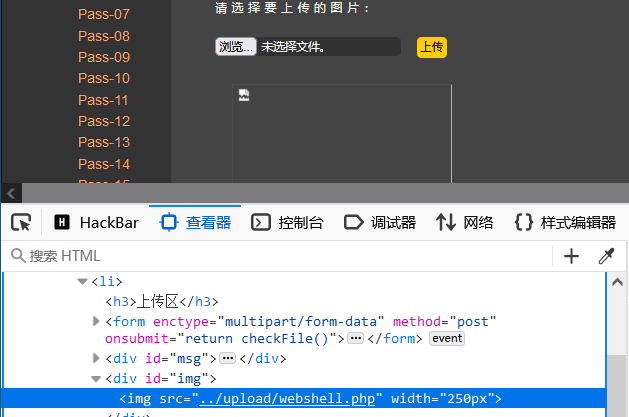 Pass-07
Pass-08
Pass-09
Pass-10
Pass-11
Pass-12
Pass-13
Pass-14
Pass-15
请选择要上传的图片：
浏览... 未选择文件。 上传
HackBar 查看器 控制台 调试器 网络 样式编辑器
搜索 HTML
<li>
<h3>上传区</h3>
<form enctype="multipart/form-data" method="post"
onsubmit="return checkFile()">...</form> event
<div id="msg">...</div>
<div id="img">
<img src="../upload/webshell.php" width="250px">
</div>